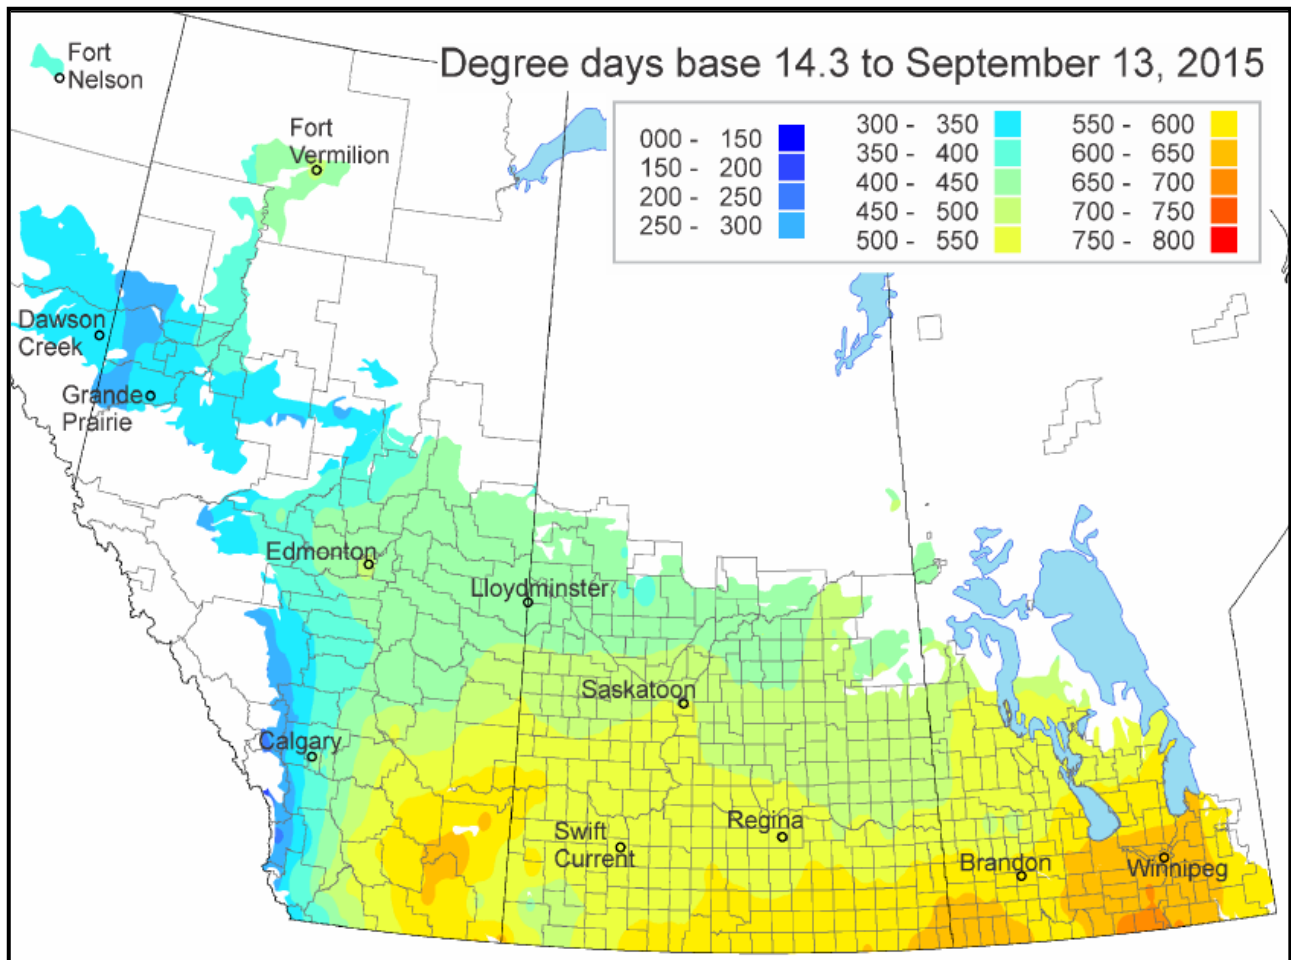 Degree days base 14.3 to September 13, 2015
000 - 150
150 - 200
200 - 250
250 - 300
300 - 350
350 - 400
400 - 450
450 - 500
500 - 550
550 - 600
600 - 650
650 - 700
700 - 750
750 - 800
Fort
Nelson
Fort
Vermilion
Dawson
Creek
Grande
Prairie
Edmonton
Lloydminster
Saskatoon
Calgary
Swift
Current
Regina
Brandon
Winnipeg